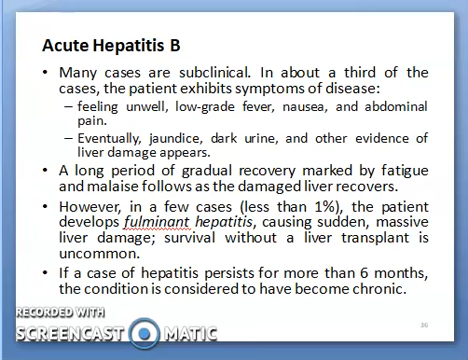 Acute Hepatitis B
• Many cases are subclinical. In about a third of the
cases, the patient exhibits symptoms of disease:
– feeling unwell, low-grade fever, nausea, and abdominal
pain.
– Eventually, jaundice, dark urine, and other evidence of
liver damage appears.
• A long period of gradual recovery marked by fatigue
and malaise follows as the damaged liver recovers.
• However, in a few cases (less than 1%), the patient
develops fulminant hepatitis, causing sudden, massive
liver damage; survival without a liver transplant is
uncommon.
• If a case of hepatitis persists for more than 6 months,
the condition is considered to have become chronic.
RECORDED WITH
SCREENCAST MATIC
36